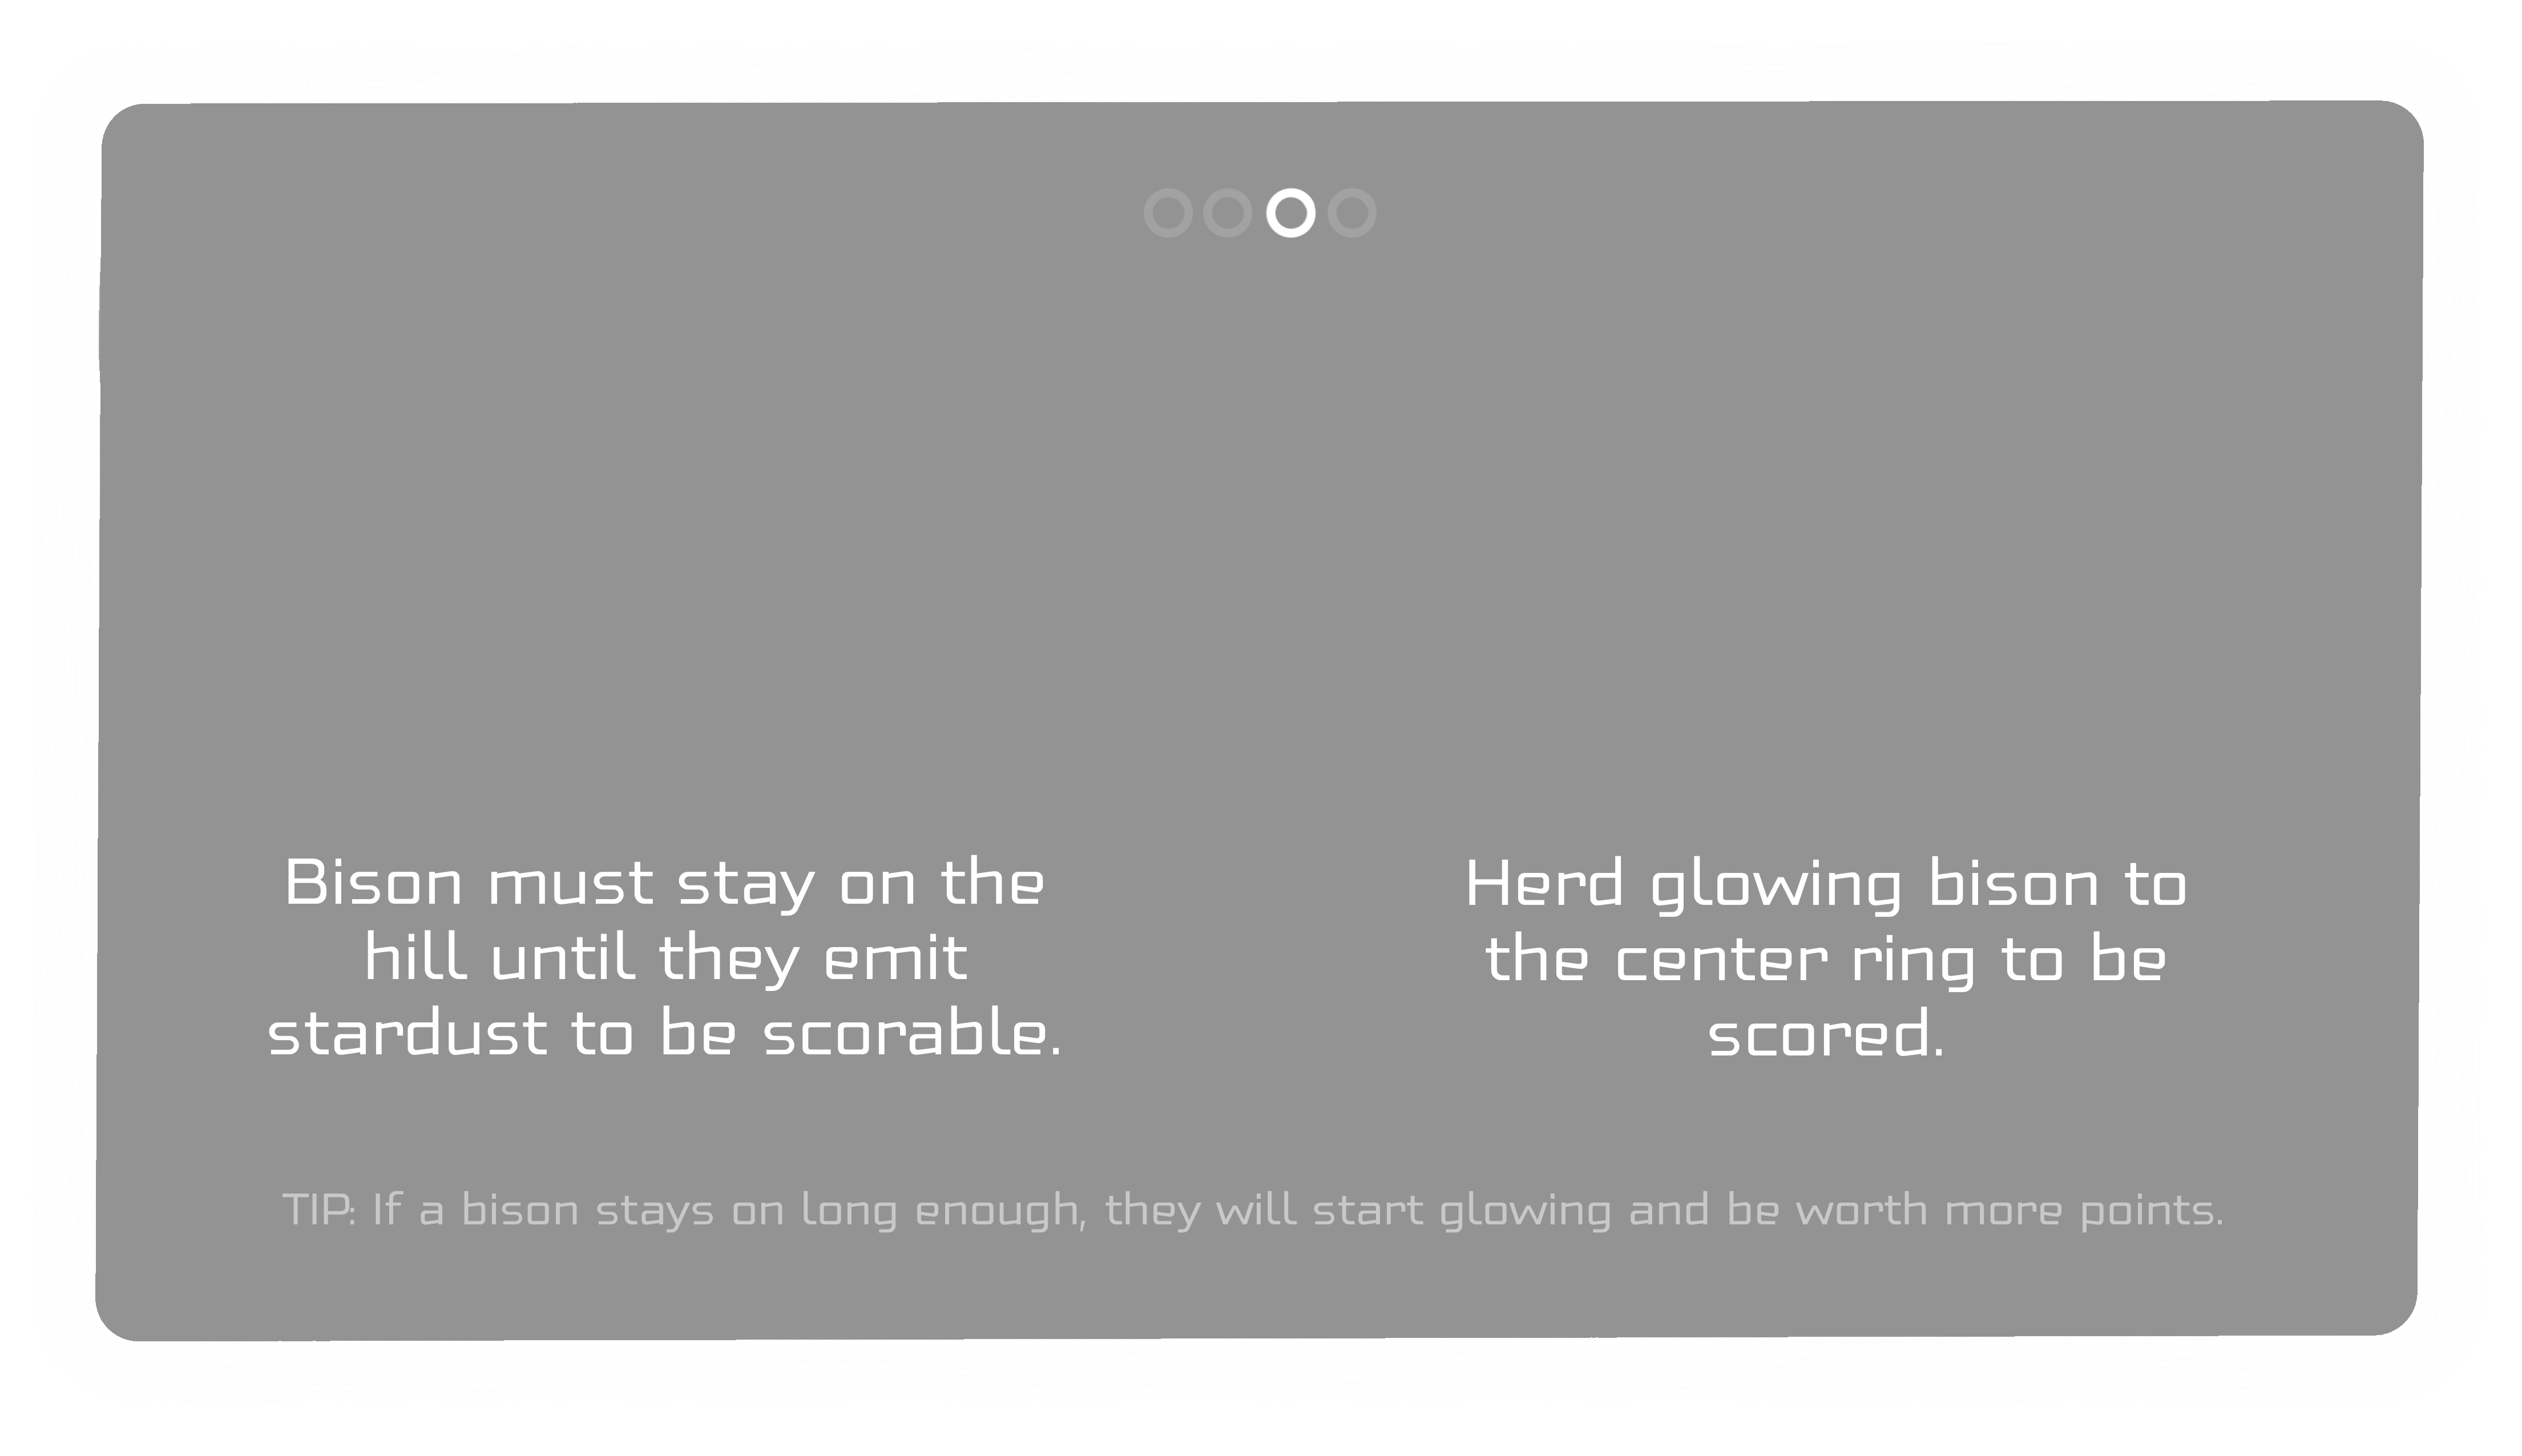 Bison must stay on the
hill until they emit
stardust to be scorable.
Herd glowing bison to
the center ring to be
scored.
TIP: If a bison stays on long enough, they will start glowing and be worth more points.